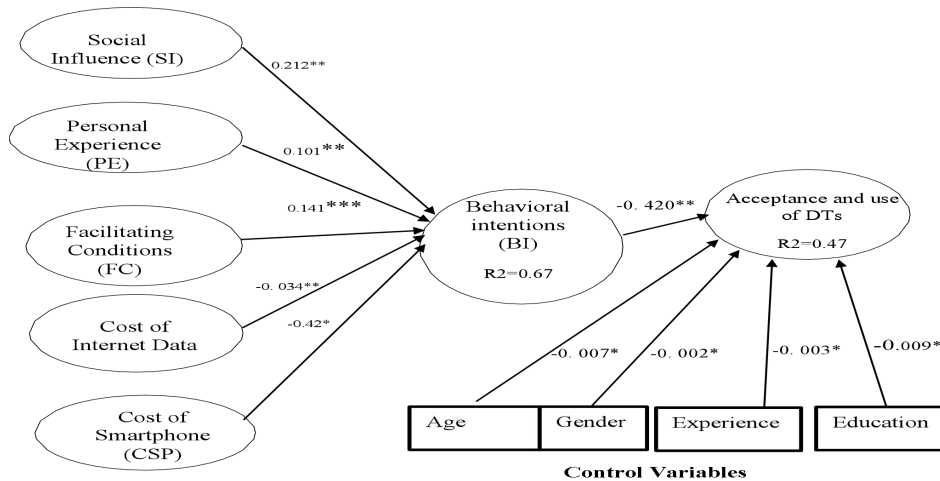 Social
Influence (SI)
0.212**
Personal
Experience
(PE)
0.101**
0.141***
Facilitating
Conditions
(FC)
-0.034**
Cost of
Internet Data
-0.42*
Cost of
Smartphone
(CSP)
Behavioral
intentions
(BI)
R2=0.67
-0. 420**
Acceptance and use
of DTs
R2=0.47
-0. 007*
-0. 002*
-0. 003*
-0.009*
Age
Gender
Experience
Education
Control Variables